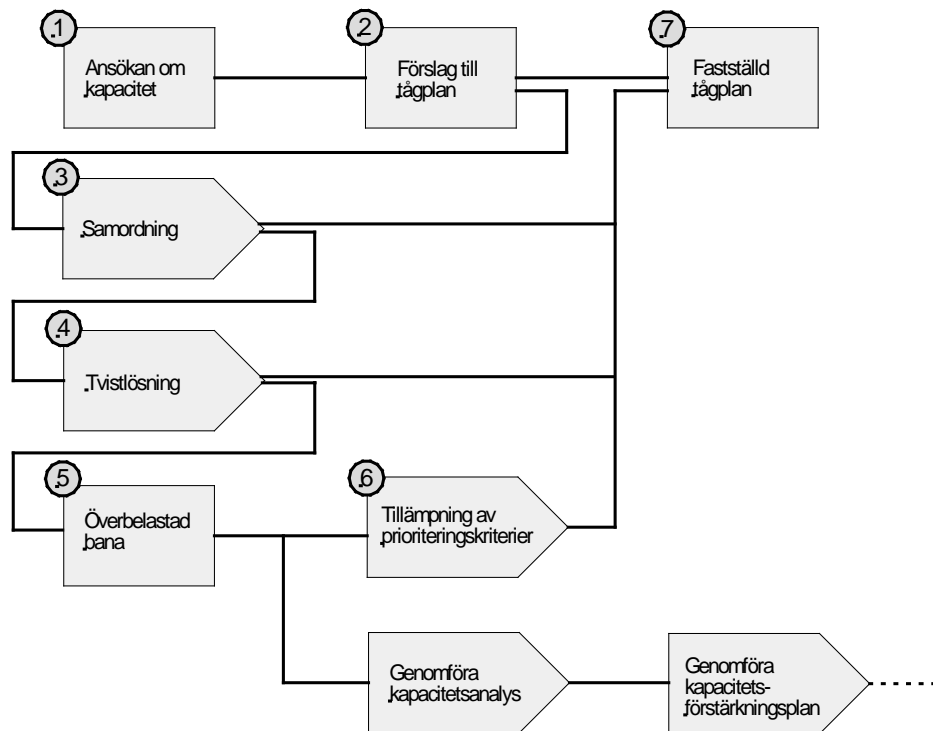 1
Ansökan om
kapacitet
2
Förslag till
tågplan
7
Fastställd
tågplan
3
Samordning
4
Tvistlösning
5
Överbelastad
bana
6
Tillämpning av
prioriteringskriterier
Genomföra
kapacitetsanalys
Genomföra
kapacitets-
förstärkningsplan